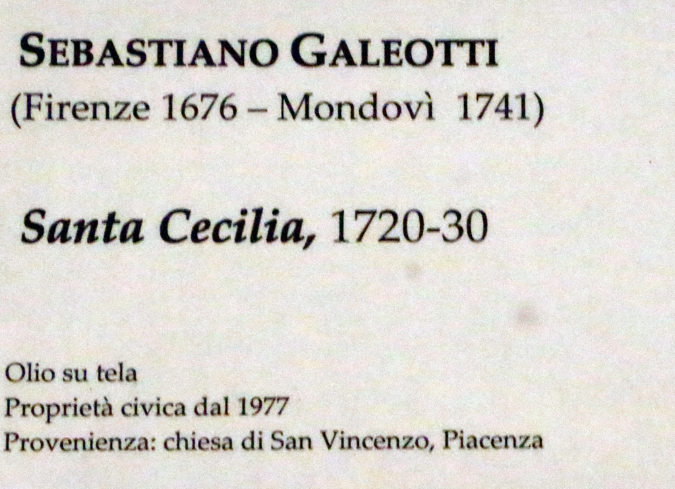 SEBASTIANO GALEOTTI
(Firenze 1676 – Mondovì 1741)
Santa Cecilia, 1720-30
Olio su tela
Proprietà civica dal 1977
Provenienza: chiesa di San Vincenzo, Piacenza